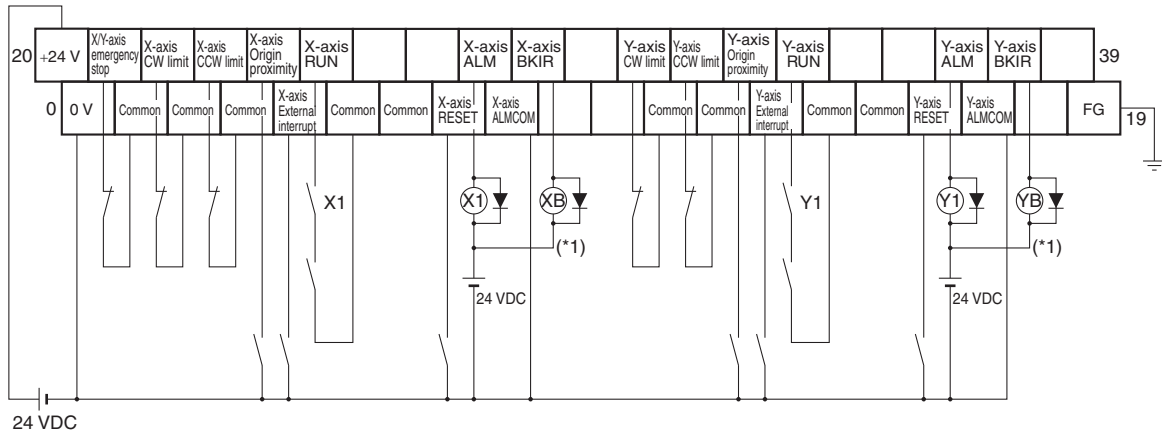 20
+24 V
X/Y-axis
emergency
stop
X-axis
CW limit
X-axis
CCW limit
X-axis
Origin
proximity
X-axis
RUN
X-axis
ALM
X-axis
BKIR
Y-axis
CW limit
Y-axis
CCW limit
Y-axis
Origin
proximity
Y-axis
RUN
Y-axis
ALM
Y-axis
BKIR
39
0
0 V
Common
Common
Common
X-axis
External
interrupt
Common
Common
X-axis
RESET
X-axis
ALMCOM
Common
Common
Y-axis
External
interrupt
Common
Common
Y-axis
RESET
Y-axis
ALMCOM
FG
19
X1
X1
XB
(*1)
24 VDC
Y1
Y1
YB
(*1)
24 VDC
24 VDC